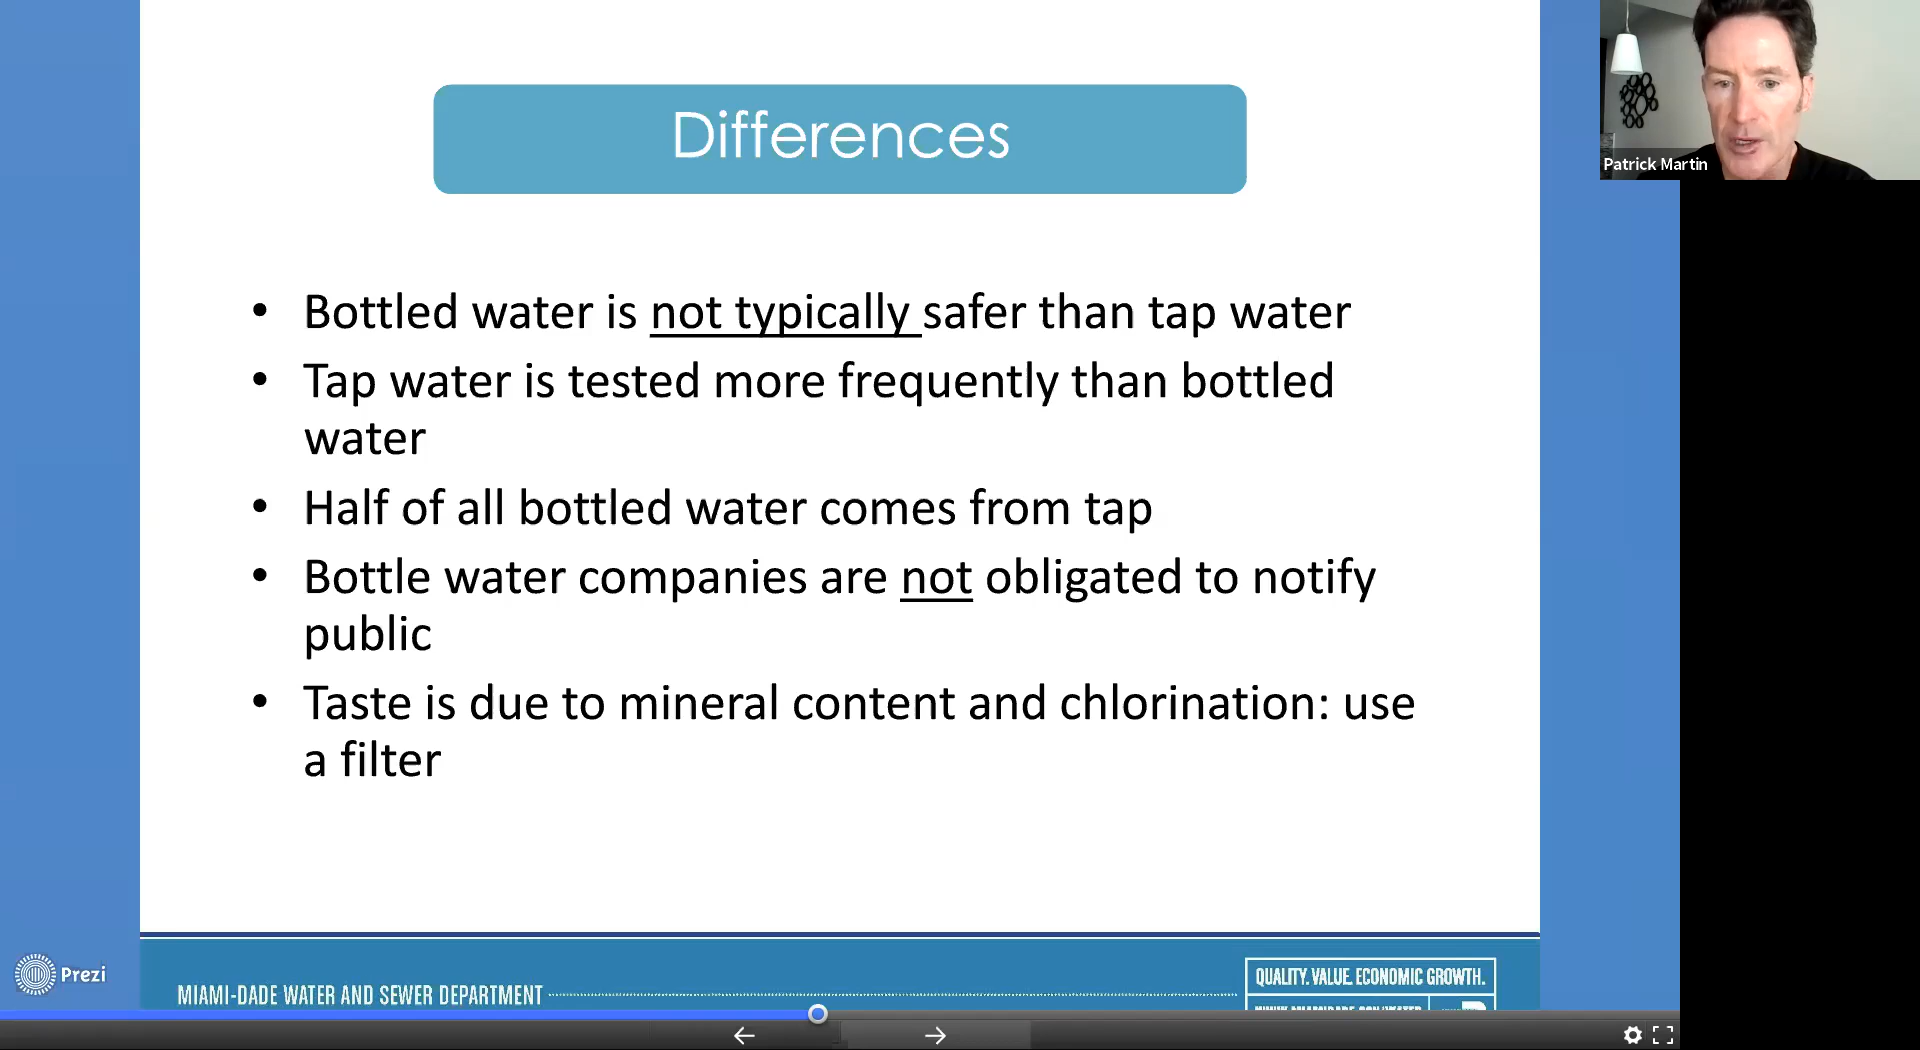 Differences
• Bottled water is not typically safer than tap water
• Tap water is tested more frequently than bottled
water
• Half of all bottled water comes from tap
• Bottle water companies are not obligated to notify
public
• Taste is due to mineral content and chlorination: use
a filter
Patrick Martin
Prezi
MIAMI-DADE WATER AND SEWER DEPARTMENT
QUALITY. VALUE. ECONOMIC GROWTH.